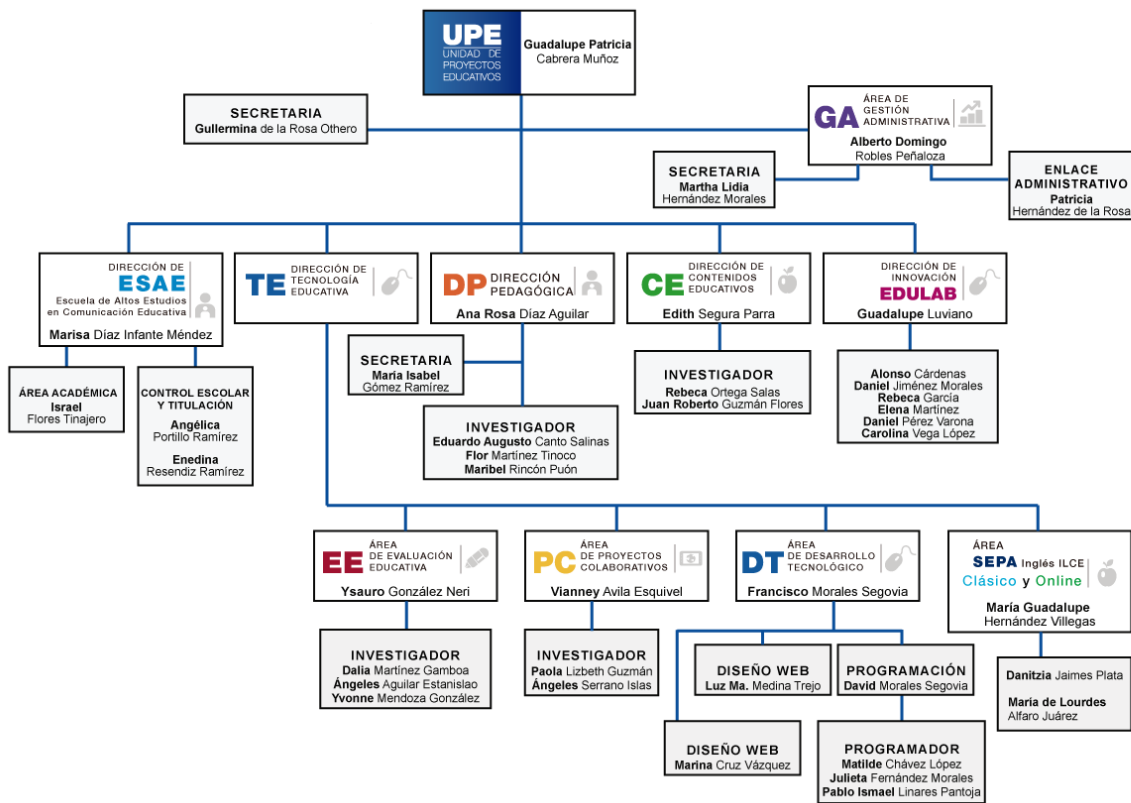 UPE
UNIDAD DE
PROYECTOS
EDUCATIVOS
Guadalupe Patricia
Cabrera Muñoz
SECRETARIA
Gullermina de la Rosa Othero
GA
ÁREA DE
GESTIÓN
ADMINISTRATIVA
Alberto Domingo
Robles Peñaloza
SECRETARIA
Martha Lidia
Hernández Morales
ENLACE
ADMINISTRATIVO
Patricia
Hernández de la Rosa
DIRECCIÓN DE
ESAE
Escuela de Altos Estudios
en Comunicación Educativa
Marisa Díaz Infante Méndez
TE
DIRECCIÓN DE
TECNOLOGÍA
EDUCATIVA
DP
DIRECCIÓN
PEDAGÓGICA
Ana Rosa Díaz Aguilar
CE
DIRECCIÓN DE
CONTENIDOS
EDUCATIVOS
Edith Segura Parra
DIRECCIÓN DE
INNOVACIÓN
EDULAB
Guadalupe Luviano
ÁREA ACADÉMICA
Israel
Flores Tinajero
CONTROL ESCOLAR
Y TITULACIÓN
Angélica
Portillo Ramírez
Enedina
Resendiz Ramírez
SECRETARIA
María Isabel
Gómez Ramírez
INVESTIGADOR
Eduardo Augusto Canto Salinas
Flor Martínez Tinoco
Maribel Rincón Puón
INVESTIGADOR
Rebeca Ortega Salas
Juan Roberto Guzmán Flores
Alonso Cárdenas
Daniel Jiménez Morales
Rebeca García
Elena Martínez
Daniel Pérez Varona
Carolina Vega López
EE
ÁREA
DE EVALUACIÓN
EDUCATIVA
Ysauro González Neri
PC
ÁREA
DE PROYECTOS
COLABORATIVOS
Vianney Avila Esquivel
DT
ÁREA
DE DESARROLLO
TECNOLÓGICO
Francisco Morales Segovia
ÁREA
SEPA Inglés ILCE
Clásico y Online
María Guadalupe
Hernández Villegas
INVESTIGADOR
Dalia Martínez Gamboa
Ángeles Aguilar Estanislao
Yvonne Mendoza González
INVESTIGADOR
Paola Lizbeth Guzmán
Ángeles Serrano Islas
DISEÑO WEB
Luz Ma. Medina Trejo
PROGRAMACIÓN
David Morales Segovia
Danitzia Jaimes Plata
María de Lourdes
Alfaro Juárez
DISEÑO WEB
Marina Cruz Vázquez
PROGRAMADOR
Matilde Chávez López
Julieta Fernández Morales
Pablo Ismael Linares Pantoja